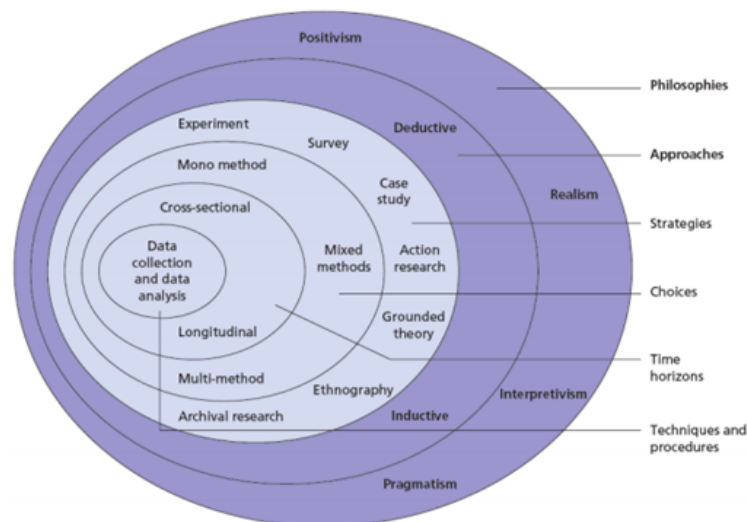 Positivism
Philosophies
Experiment
Deductive
Survey
Mono method
Approaches
Case
study
Realism
Cross-sectional
Strategies
Data
collection
and data
analysis
Mixed
methods
Action
research
Choices
Grounded
theory
Longitudinal
Time
horizons
Multi-method
Ethnography
Interpretivism
Archival research
Inductive
Techniques and
procedures
Pragmatism